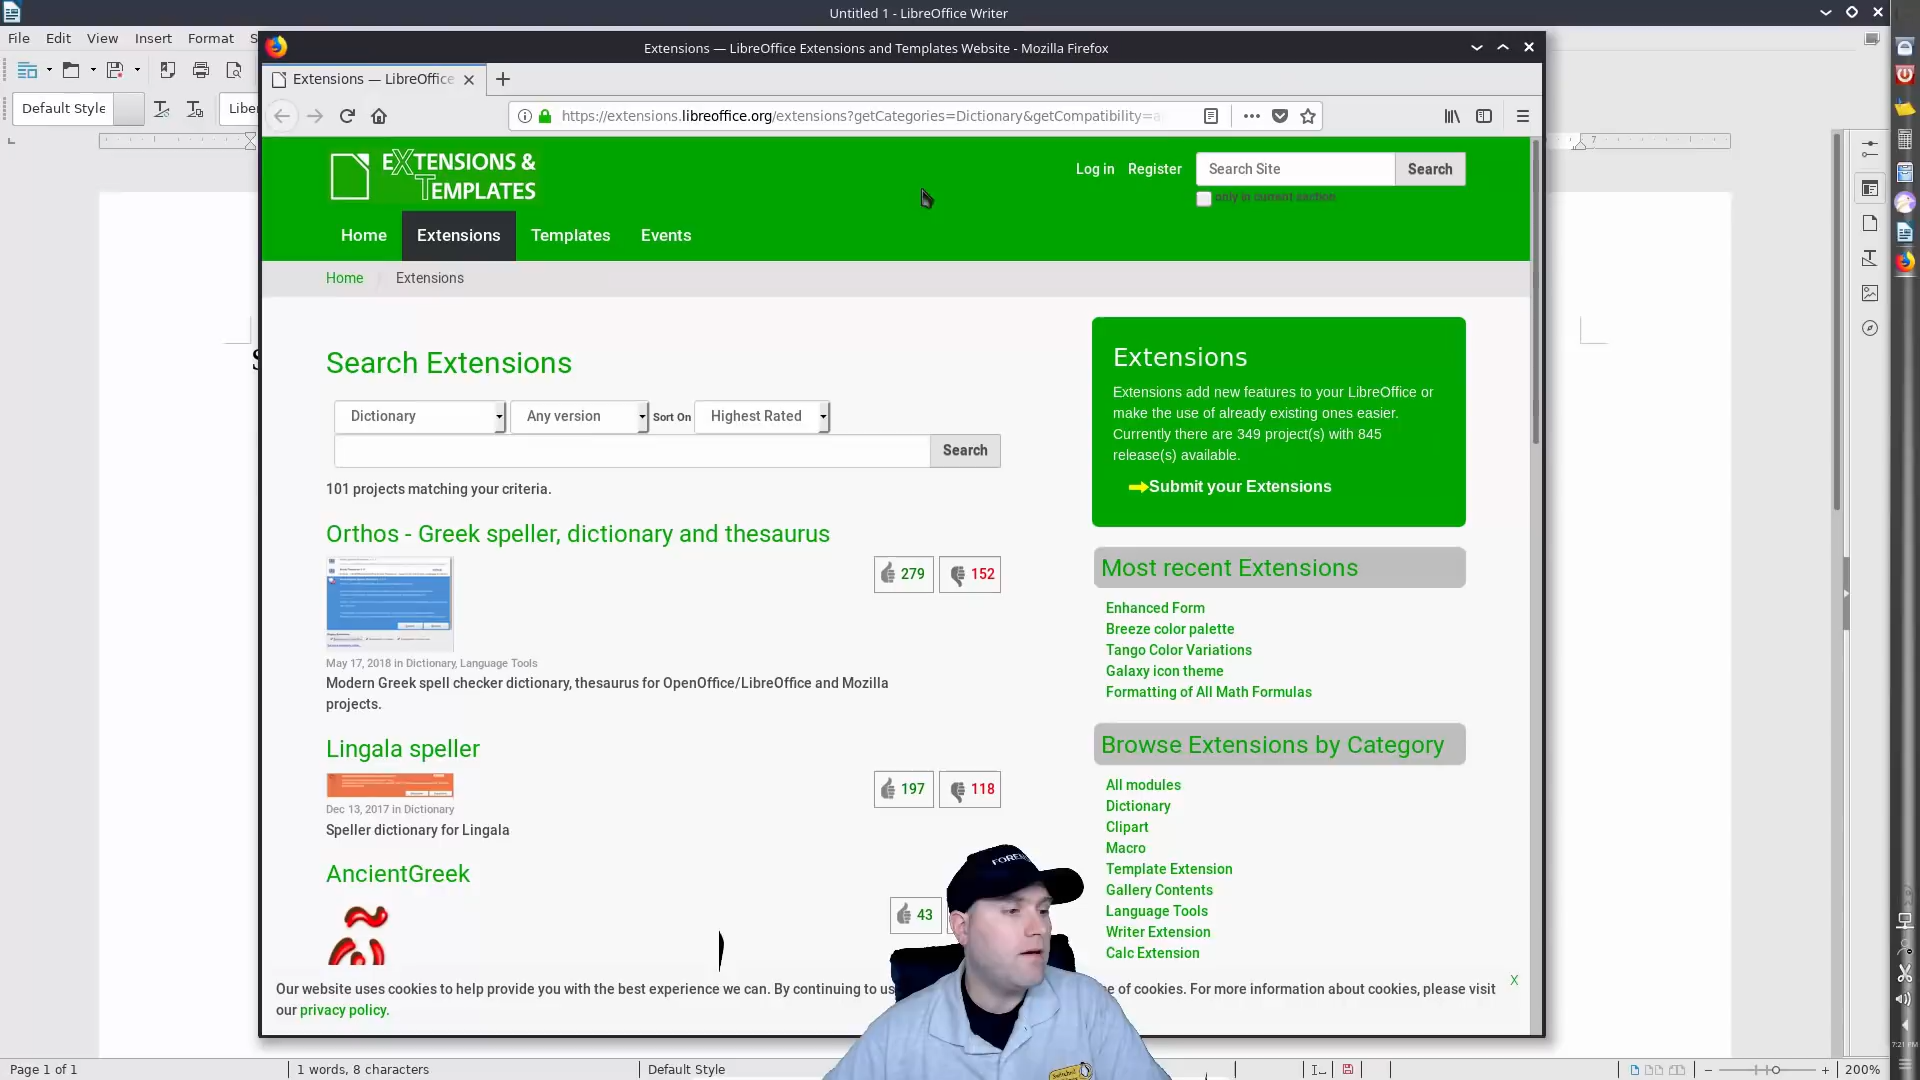 Untitled 1 - LibreOffice Writer
File Edit View Insert Format
Extensions — LibreOffice Extensions and Templates Website - Mozilla Firefox
Extensions — LibreOffice
Default Style
https://extensions.libreoffice.org/extensions?getCategories=Dictionary&getCompatibility=a
EXTENSIONS &
TEMPLATES
Log in Register Search Site Search
only in current section
Home Extensions Templates Events
7
Home Extensions
Search Extensions
Dictionary Any version Sort On Highest Rated
Search
101 projects matching your criteria.
Orthos - Greek speller, dictionary and thesaurus
279 152
May 17, 2018 in Dictionary, Language Tools
Modern Greek spell checker dictionary, thesaurus for OpenOffice/LibreOffice and Mozilla
projects.
Lingala speller
197 118
Dec 13, 2017 in Dictionary
Speller dictionary for Lingala
AncientGreek
43
Extensions
Extensions add new features to your LibreOffice or
make the use of already existing ones easier.
Currently there are 349 project(s) with 845
release(s) available.
Submit your Extensions
Most recent Extensions
Enhanced Form
Breeze color palette
Tango Color Variations
Galaxy icon theme
Formatting of All Math Formulas
Browse Extensions by Category
All modules
Dictionary
Clipart
Macro
Template Extension
Gallery Contents
Language Tools
Writer Extension
Calc Extension
X
Our website uses cookies to help provide you with the best experience we can. By continuing to us e of cookies. For more information about cookies, please visit
our privacy policy.
Page 1 of 1 1 words, 8 characters Default Style 200%
7:21 PM